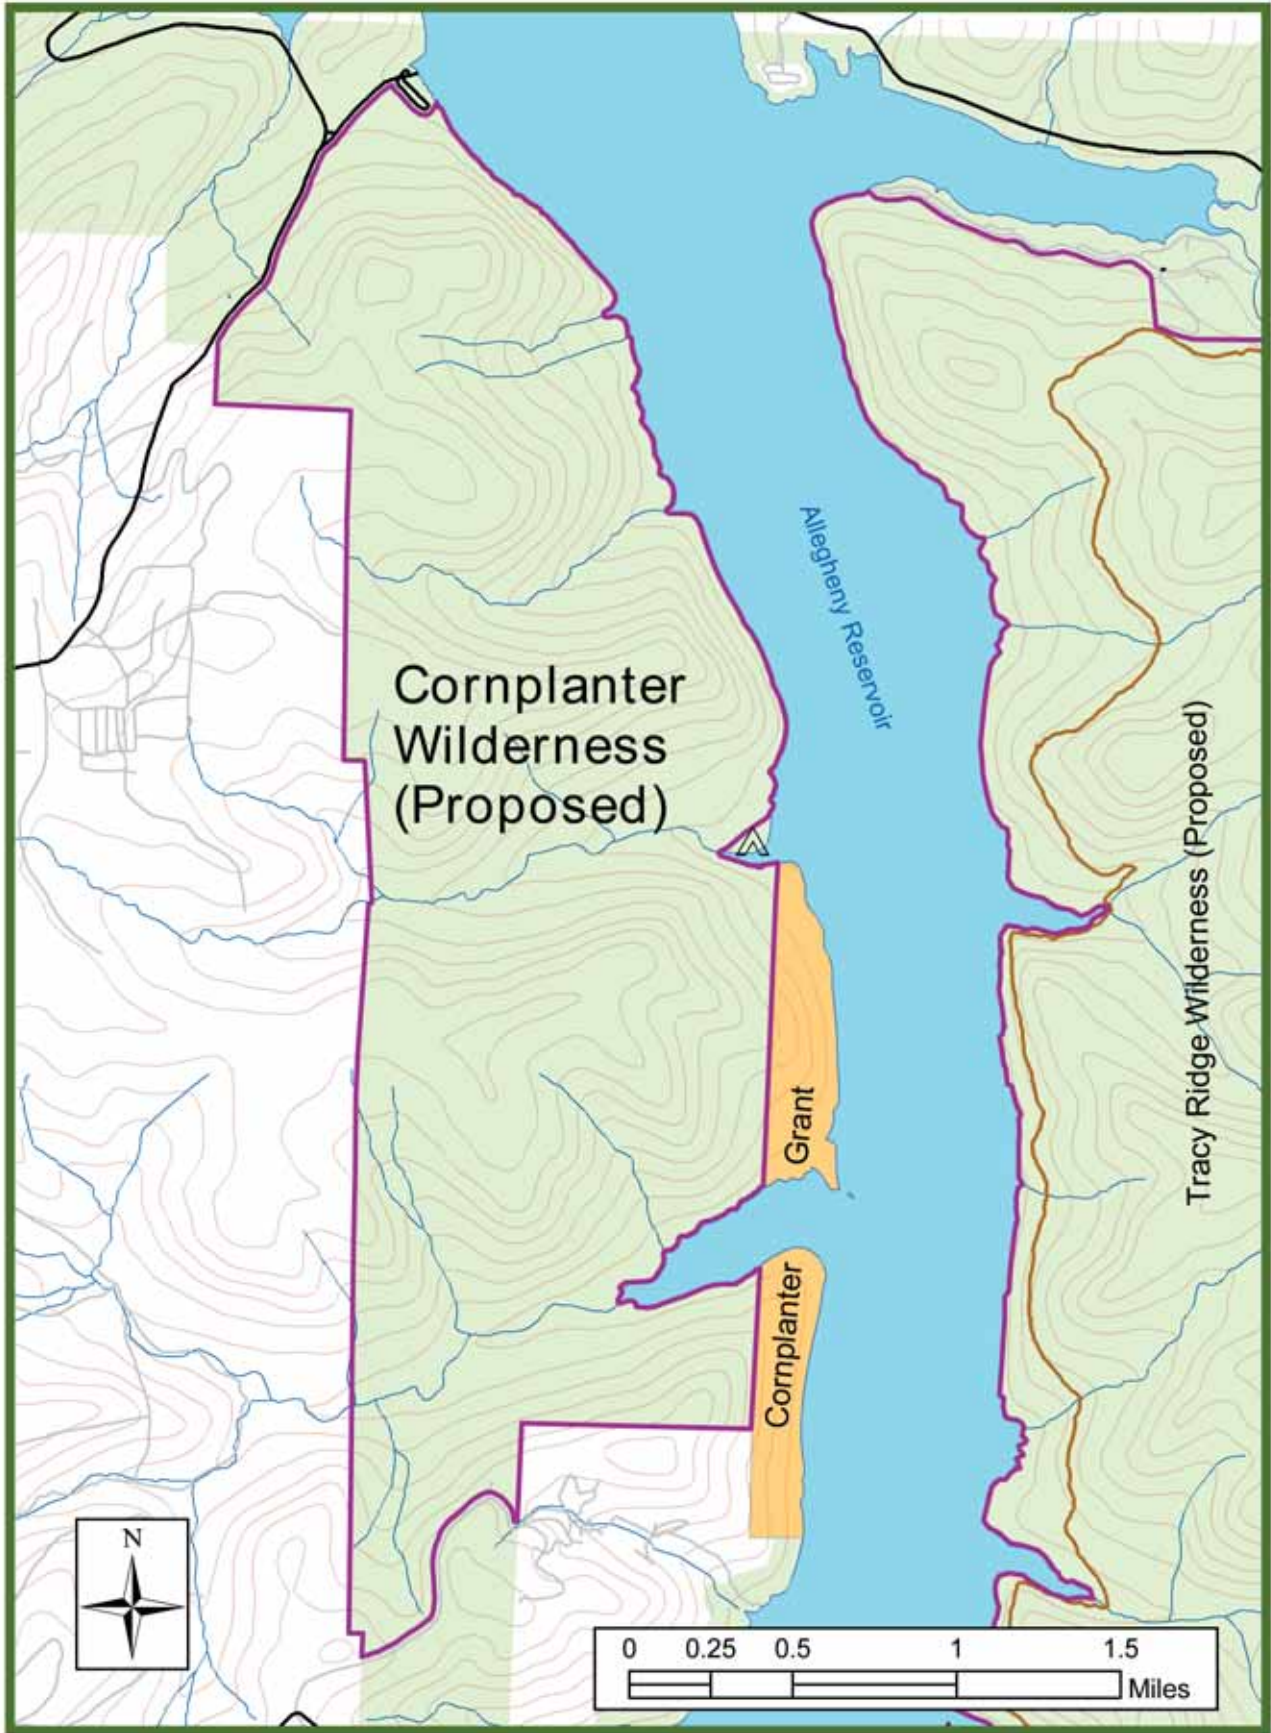 Allegheny Reservoir
Cornplanter
Wilderness
(Proposed)
Tracy Ridge Wilderness (Proposed)
Grant
Cornplanter
N
0 0.25 0.5 1 1.5
Miles